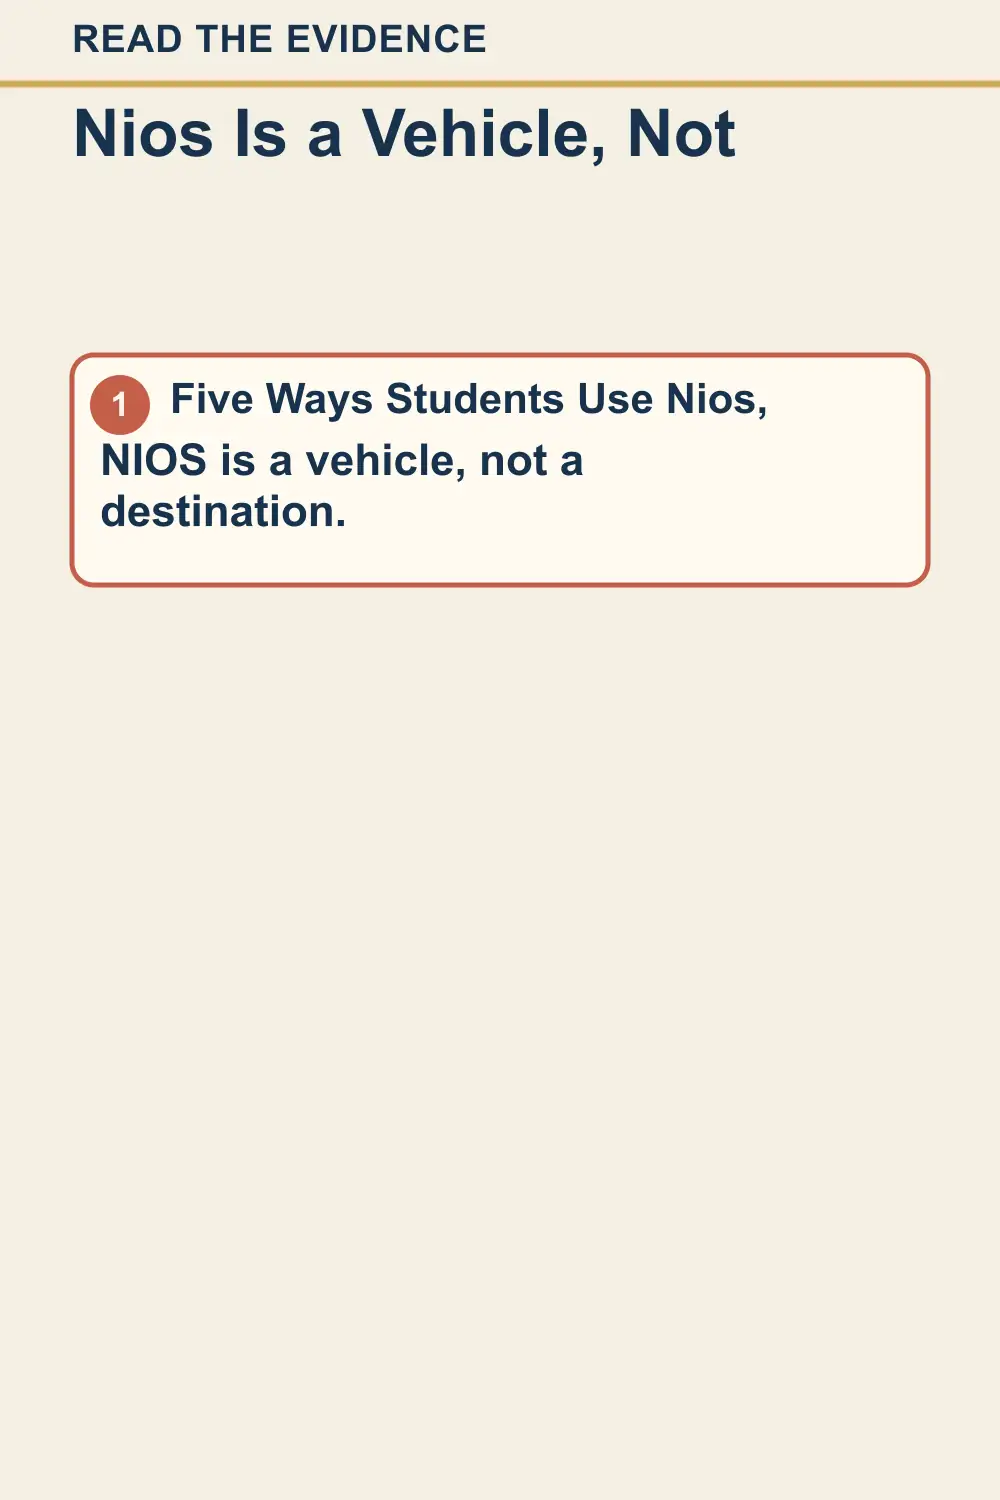 READ THE EVIDENCE
Nios Is a Vehicle, Not
1 Five Ways Students Use Nios,
NIOS is a vehicle, not a
destination.